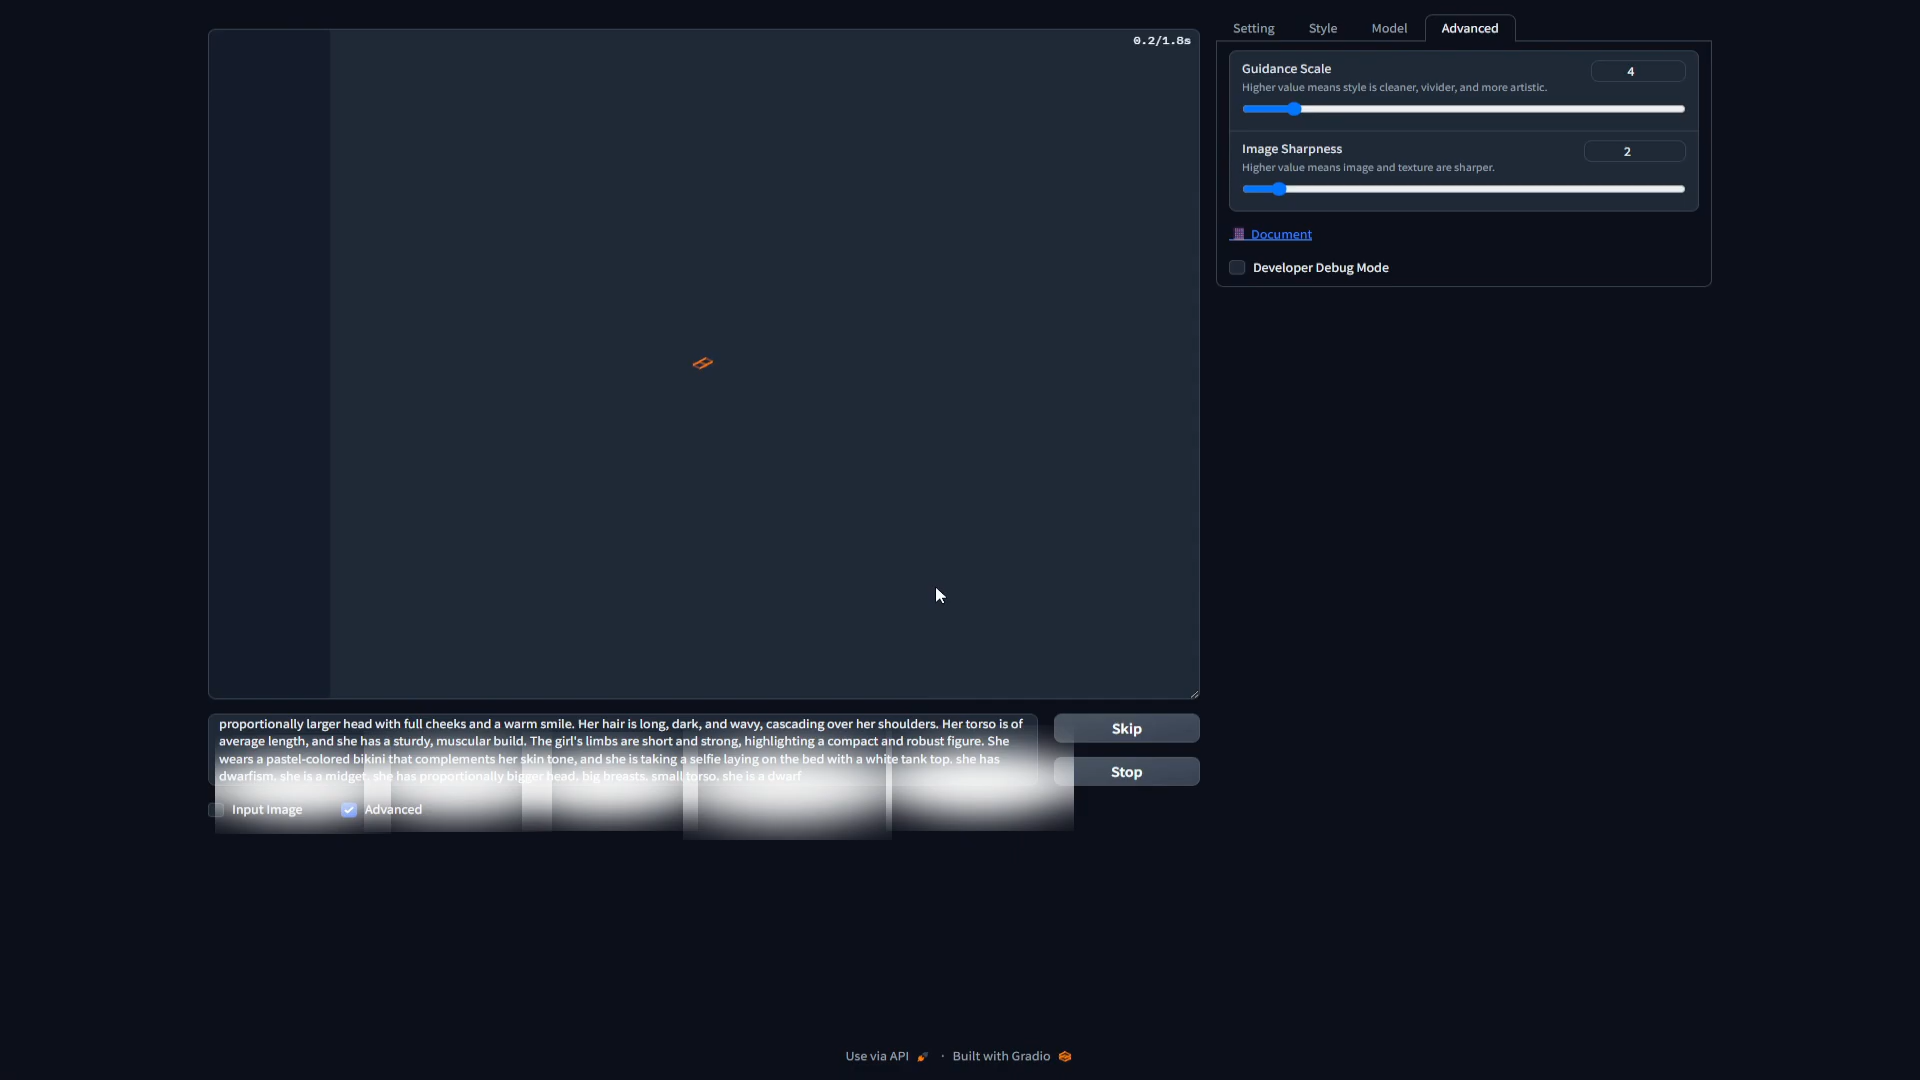 0.2/1.8s
Setting
Style
Model
Advanced
Guidance Scale
4
Higher value means style is cleaner, vivider, and more artistic.
Image Sharpness
2
Higher value means image and texture are sharper.
Document
Developer Debug Mode
proportionally larger head with full cheeks and a warm smile. Her hair is long, dark, and wavy, cascading over her shoulders. Her torso is of
average length, and she has a sturdy, muscular build. The girl's limbs are short and strong, highlighting a compact and robust figure. She
wears a pastel-colored bikini that complements her skin tone, and she is taking a selfie laying on the bed with a white tank top. she has
dwarfism. she is a midget. she has proportionally bigger head. big breasts. small torso. she is a dwarf
Skip
Stop
Input Image
Advanced
Use via API
·
Built with Gradio